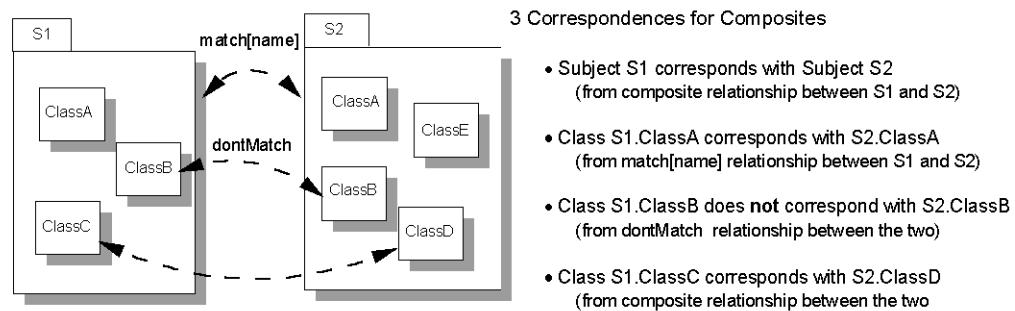 S1
match[name]
S2
ClassA
ClassB
ClassC
dontMatch
ClassA
ClassE
ClassB
ClassD
3 Correspondences for Composites
• Subject S1 corresponds with Subject S2
(from composite relationship between S1 and S2)
• Class S1.ClassA corresponds with S2.ClassA
(from match[name] relationship between S1 and S2)
• Class S1.ClassB does not correspond with S2.ClassB
(from dontMatch relationship between the two)
• Class S1.ClassC corresponds with S2.ClassD
(from composite relationship between the two